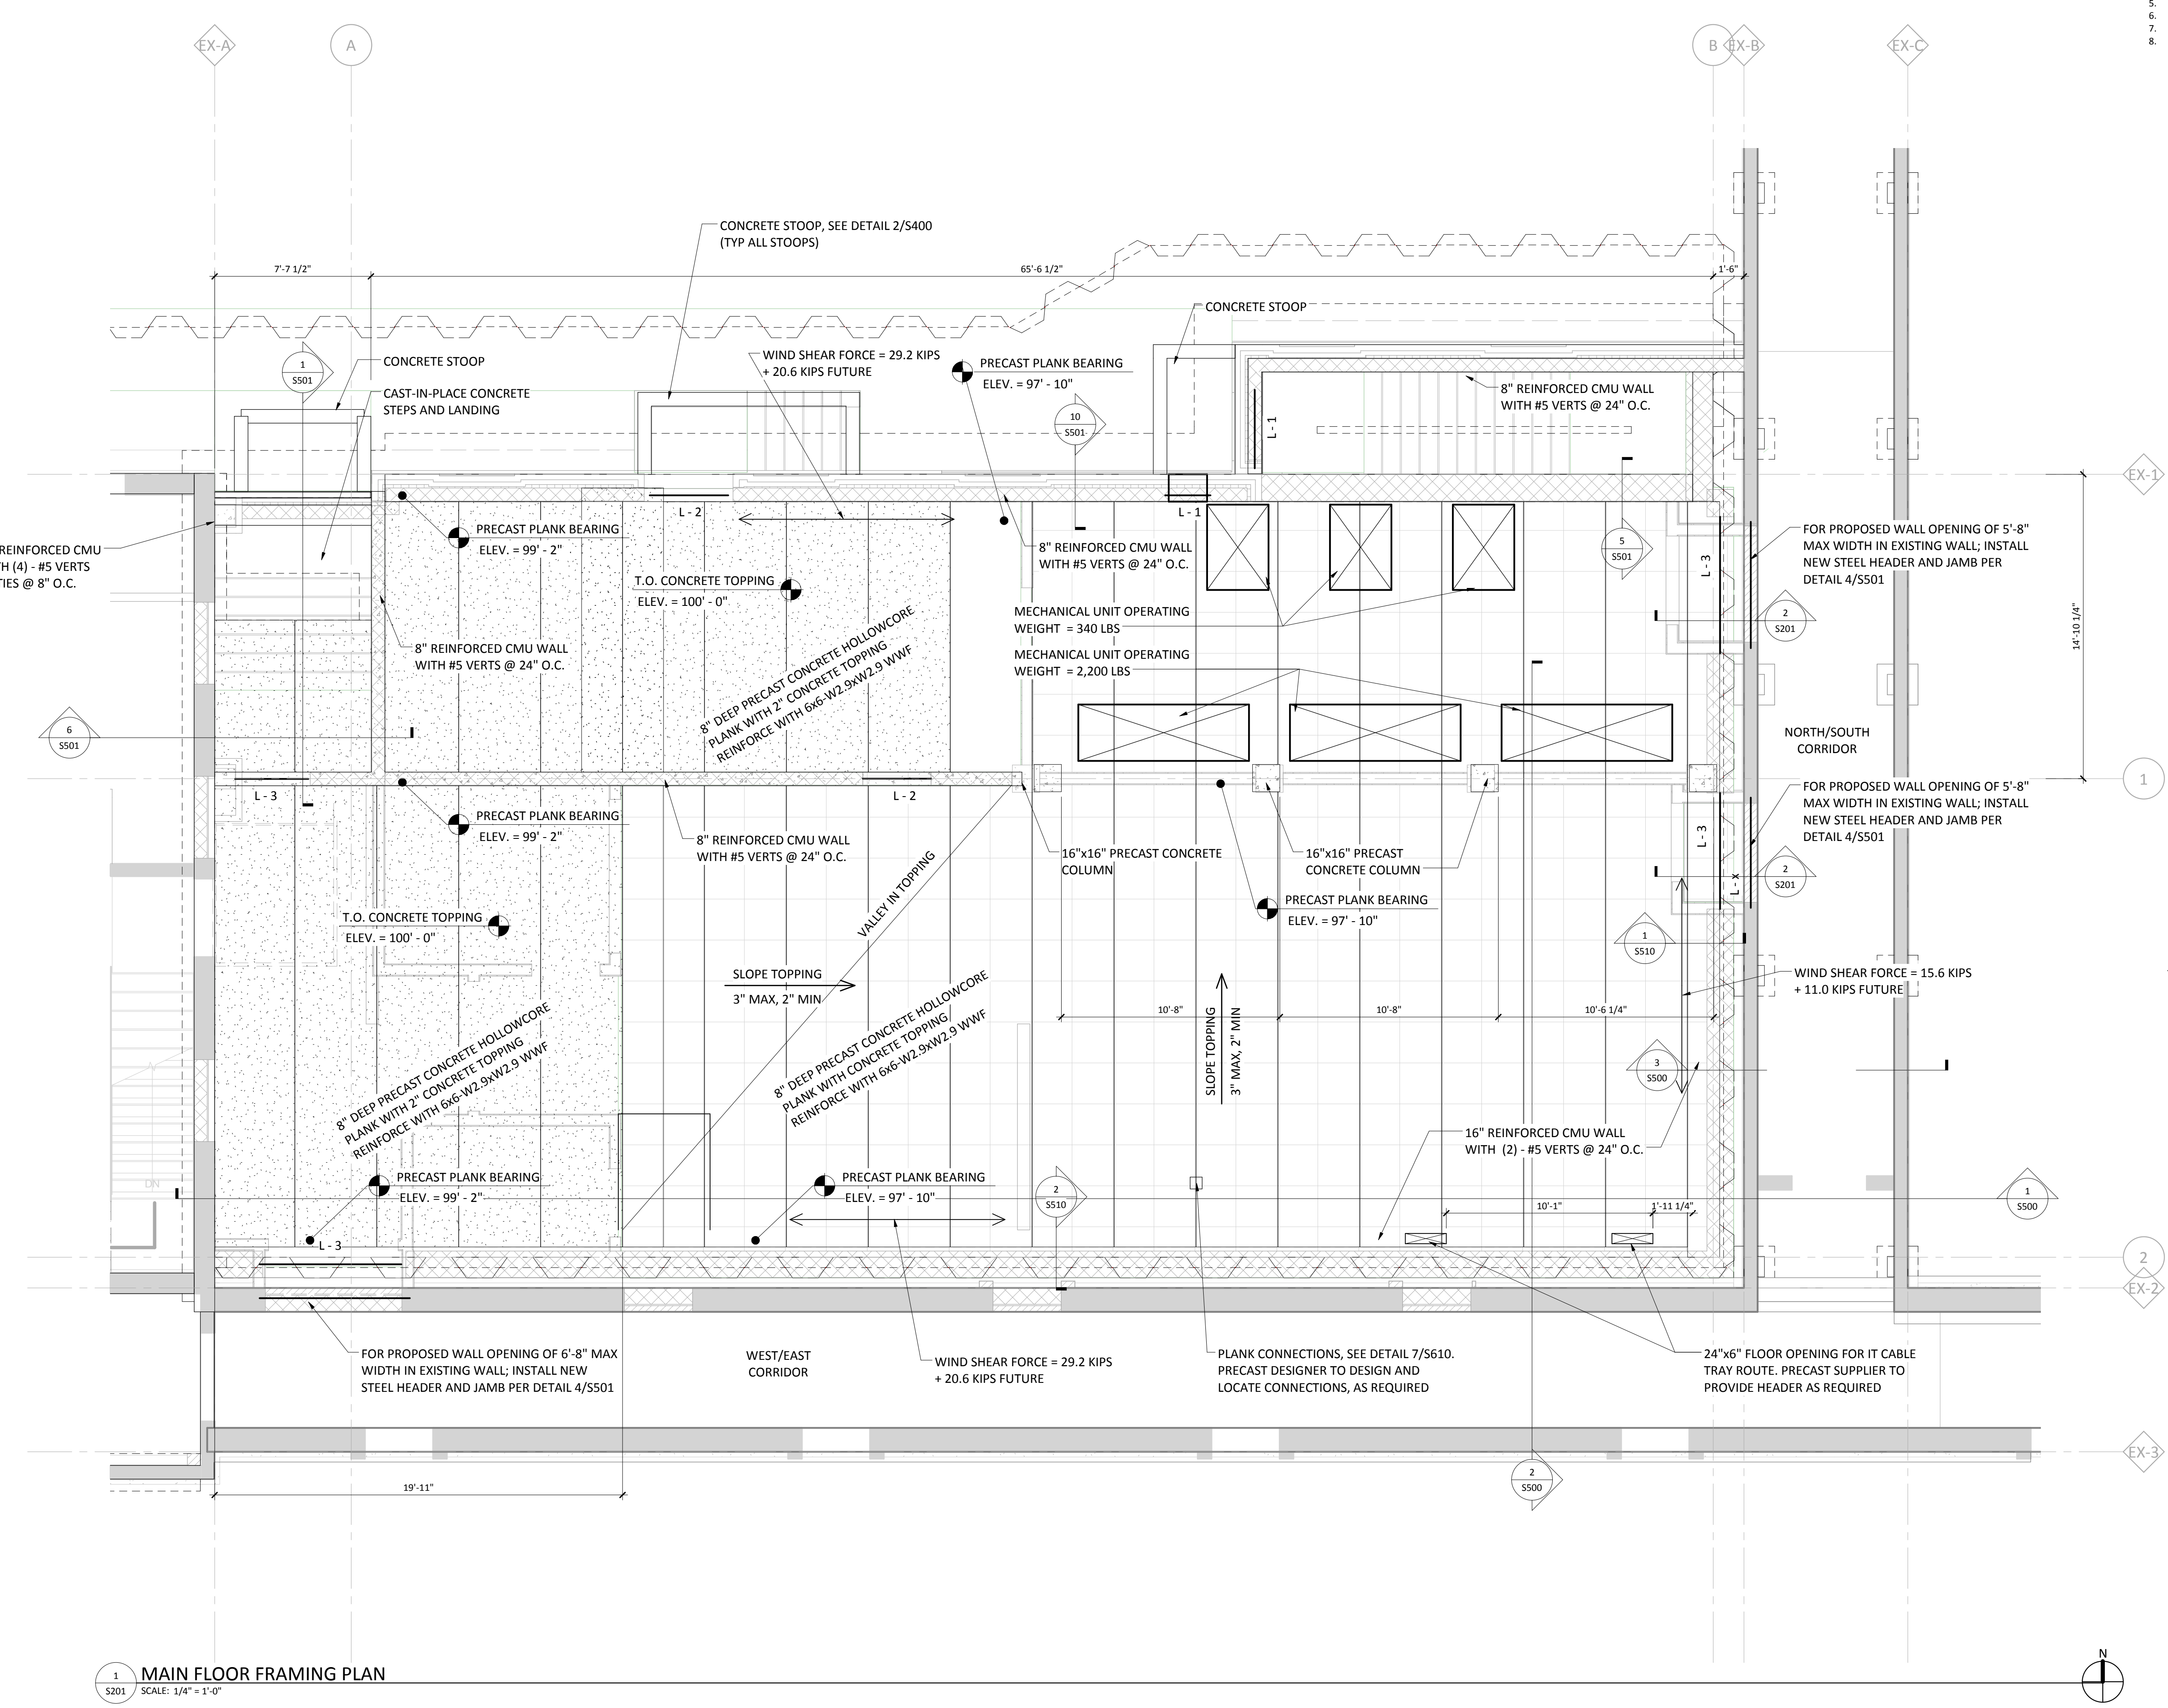 5.
6.
7.
8.
EX-A
A
B
EX-B
EX-C
CONCRETE STOOP, SEE DETAIL 2/S400
(TYP ALL STOOPS)
7'-7 1/2"
65'-6 1/2"
1'-6"
CONCRETE STOOP
1
S501
CONCRETE STOOP
CAST-IN-PLACE CONCRETE
STEPS AND LANDING
WIND SHEAR FORCE = 29.2 KIPS
+ 20.6 KIPS FUTURE
PRECAST PLANK BEARING
ELEV. = 97' - 10"
10
S501
L - 1
8" REINFORCED CMU WALL
WITH #5 VERTS @ 24" O.C.
EX-1
L - 2
L - 1
PRECAST PLANK BEARING
ELEV. = 99' - 2"
REINFORCED CMU
TH (4) - #5 VERTS
TIES @ 8" O.C.
8" REINFORCED CMU WALL
WITH #5 VERTS @ 24" O.C.
5
S501
L - 3
FOR PROPOSED WALL OPENING OF 5'-8"
MAX WIDTH IN EXISTING WALL; INSTALL
NEW STEEL HEADER AND JAMB PER
DETAIL 4/S501
T.O. CONCRETE TOPPING
ELEV. = 100' - 0"
MECHANICAL UNIT OPERATING
WEIGHT = 340 LBS
2
S201
14'-10 1/4"
8" REINFORCED CMU WALL
WITH #5 VERTS @ 24" O.C.
MECHANICAL UNIT OPERATING
WEIGHT = 2,200 LBS
8" DEEP PRECAST CONCRETE HOLLOWCORE
PLANK WITH 2" CONCRETE TOPPING
REINFORCE WITH 6x6-W2.9xW2.9 WWF
6
S501
NORTH/SOUTH
CORRIDOR
1
L - 3
L - 2
FOR PROPOSED WALL OPENING OF 5'-8"
MAX WIDTH IN EXISTING WALL; INSTALL
NEW STEEL HEADER AND JAMB PER
DETAIL 4/S501
PRECAST PLANK BEARING
ELEV. = 99' - 2"
8" REINFORCED CMU WALL
WITH #5 VERTS @ 24" O.C.
16"x16" PRECAST CONCRETE
COLUMN
16"x16" PRECAST
CONCRETE COLUMN
L - 3
L - x
2
S201
VALLEY IN TOPPING
PRECAST PLANK BEARING
ELEV. = 97' - 10"
T.O. CONCRETE TOPPING
ELEV. = 100' - 0"
1
S510
SLOPE TOPPING
3" MAX, 2" MIN
WIND SHEAR FORCE = 15.6 KIPS
+ 11.0 KIPS FUTURE
10'-8"
10'-8"
10'-6 1/4"
SLOPE TOPPING
3" MAX, 2" MIN
8" DEEP PRECAST CONCRETE HOLLOWCORE
PLANK WITH 2" CONCRETE TOPPING
REINFORCE WITH 6x6-W2.9xW2.9 WWF
8" DEEP PRECAST CONCRETE HOLLOWCORE
PLANK WITH CONCRETE TOPPING
REINFORCE WITH 6x6-W2.9xW2.9 WWF
3
S500
16" REINFORCED CMU WALL
WITH (2) - #5 VERTS @ 24" O.C.
DN
PRECAST PLANK BEARING
ELEV. = 99' - 2"
PRECAST PLANK BEARING
ELEV. = 97' - 10"
2
S510
1
S500
10'-1"
1'-11 1/4"
L - 3
2
EX-2
FOR PROPOSED WALL OPENING OF 6'-8" MAX
WIDTH IN EXISTING WALL; INSTALL NEW
STEEL HEADER AND JAMB PER DETAIL 4/S501
WEST/EAST
CORRIDOR
WIND SHEAR FORCE = 29.2 KIPS
+ 20.6 KIPS FUTURE
PLANK CONNECTIONS, SEE DETAIL 7/S610.
PRECAST DESIGNER TO DESIGN AND
LOCATE CONNECTIONS, AS REQUIRED
24"x6" FLOOR OPENING FOR IT CABLE
TRAY ROUTE. PRECAST SUPPLIER TO
PROVIDE HEADER AS REQUIRED
EX-3
19'-11"
2
S500
1
S201
MAIN FLOOR FRAMING PLAN
SCALE: 1/4" = 1'-0"
N